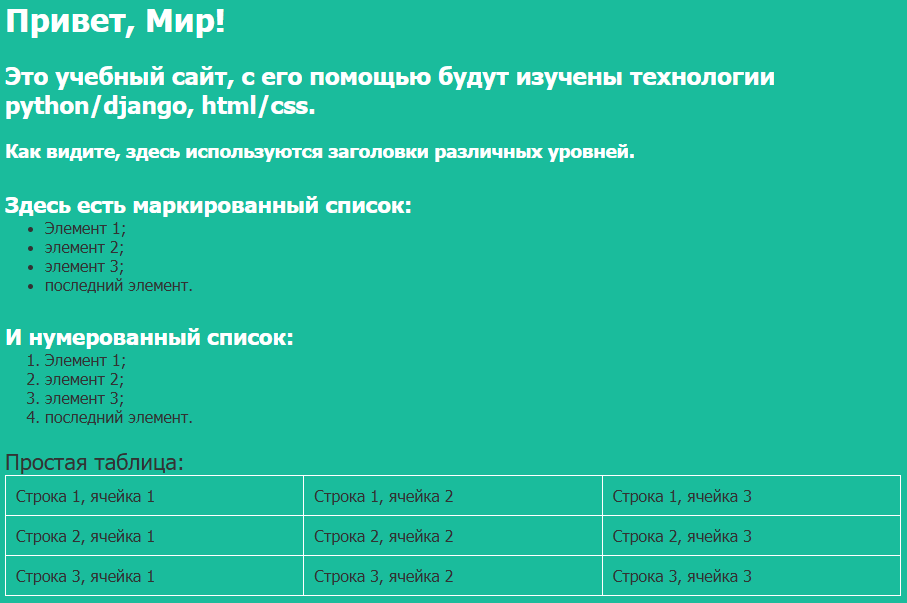 Привет, Мир!
Это учебный сайт, с его помощью будут изучены технологии
python/django, html/css.
Как видите, здесь используются заголовки различных уровней.
Здесь есть маркированный список:
• Элемент 1;
• элемент 2;
• элемент 3;
• последний элемент.
И нумерованный список:
1. Элемент 1;
2. элемент 2;
3. элемент 3;
4. последний элемент.
Простая таблица:
Строка 1, ячейка 1 Строка 1, ячейка 2 Строка 1, ячейка 3
Строка 2, ячейка 1 Строка 2, ячейка 2 Строка 2, ячейка 3
Строка 3, ячейка 1 Строка 3, ячейка 2 Строка 3, ячейка 3